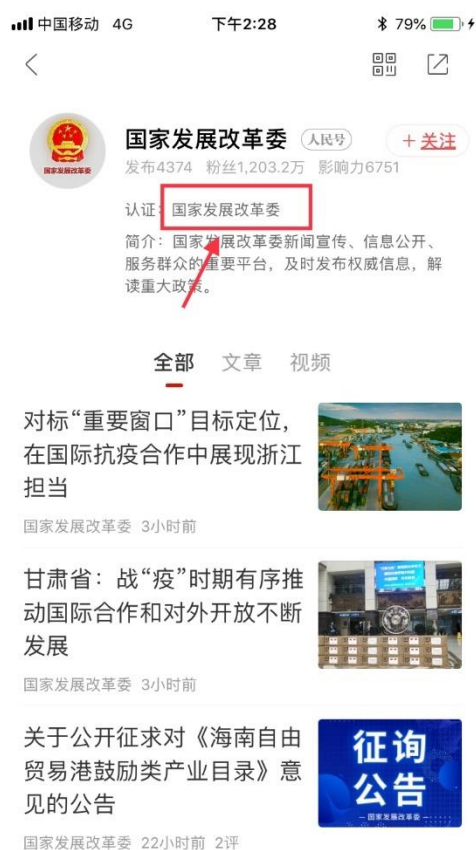 中国移动 4G 下午2:28 79%
国家发展改革委 人民号 +关注
国家发展改革委
发布4374 粉丝1,203.2万 影响力6751
认证：国家发展改革委
简介：国家发展改革委新闻宣传、信息公开、
服务群众的重要平台，及时发布权威信息，解
读重大政策。
全部 文章 视频
对标“重要窗口”目标定位，
在国际抗疫合作中展现浙江
担当
国家发展改革委 3小时前
甘肃省：战“疫”时期有序推
动国际合作和对外开放不断
发展
国家发展改革委 3小时前
关于公开征求对《海南自由
贸易港鼓励类产业目录》意
见的公告
征询
公告
国家发展改革委
国家发展改革委 22小时前 2评